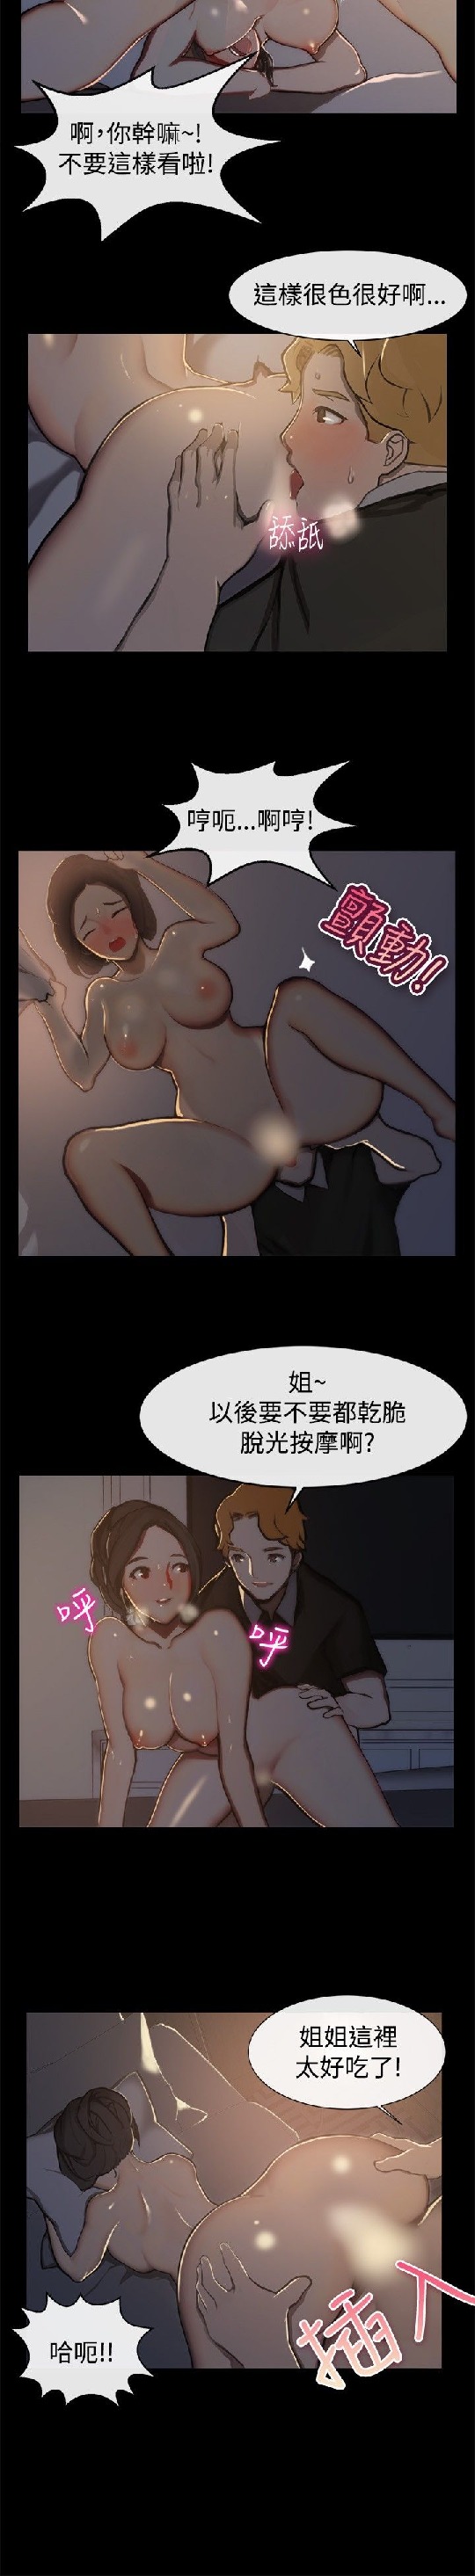 啊，你幹嘛~!
不要這樣看啦!
這樣很色很好啊...
舔舐
哼呃...啊哼!
顫動!
姐~
以後要不要都乾脆
脫光按摩啊?
呼
呼
姐姐這裡
太好吃了!
插入
哈呃!!